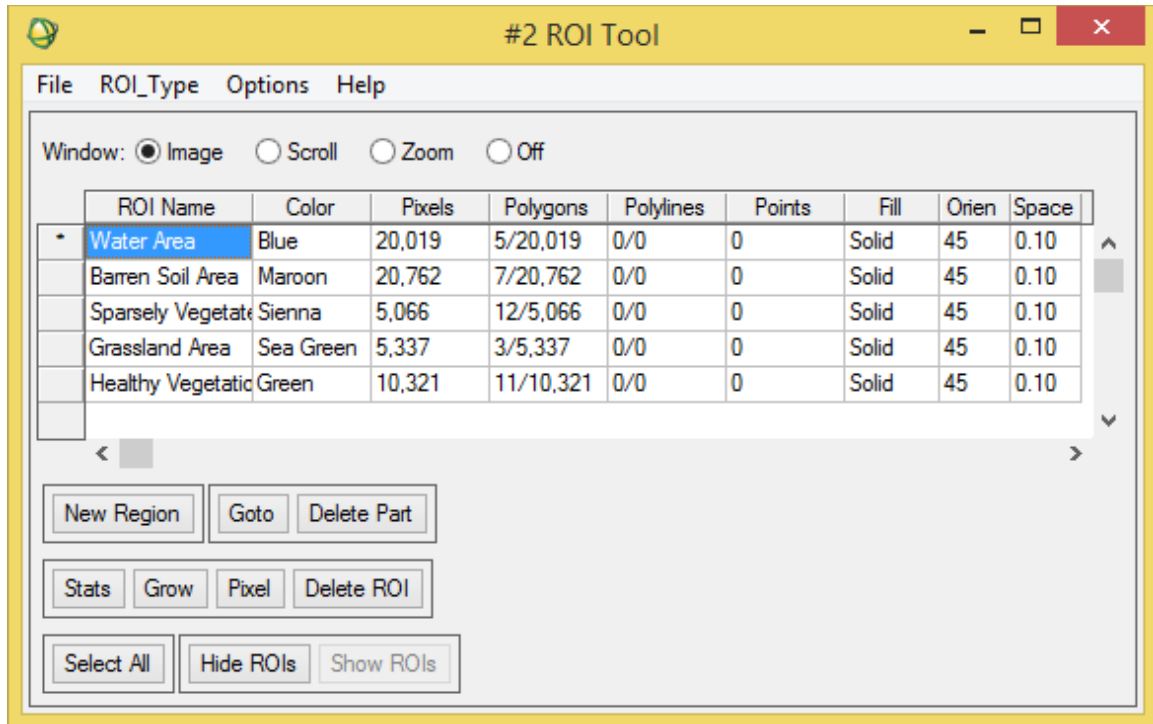 #2 ROI Tool
File ROI_Type Options Help
Window: Image Scroll Zoom Off
ROI Name Color Pixels Polygons Polylines Points Fill Orien Space
* Water Area Blue 20,019 5/20,019 0/0 0 Solid 45 0.10
Barren Soil Area Maroon 20,762 7/20,762 0/0 0 Solid 45 0.10
Sparsely Vegetate Sienna 5,066 12/5,066 0/0 0 Solid 45 0.10
Grassland Area Sea Green 5,337 3/5,337 0/0 0 Solid 45 0.10
Healthy Vegetatic Green 10,321 11/10,321 0/0 0 Solid 45 0.10
New Region Goto Delete Part
Stats Grow Pixel Delete ROI
Select All Hide ROIs Show ROIs